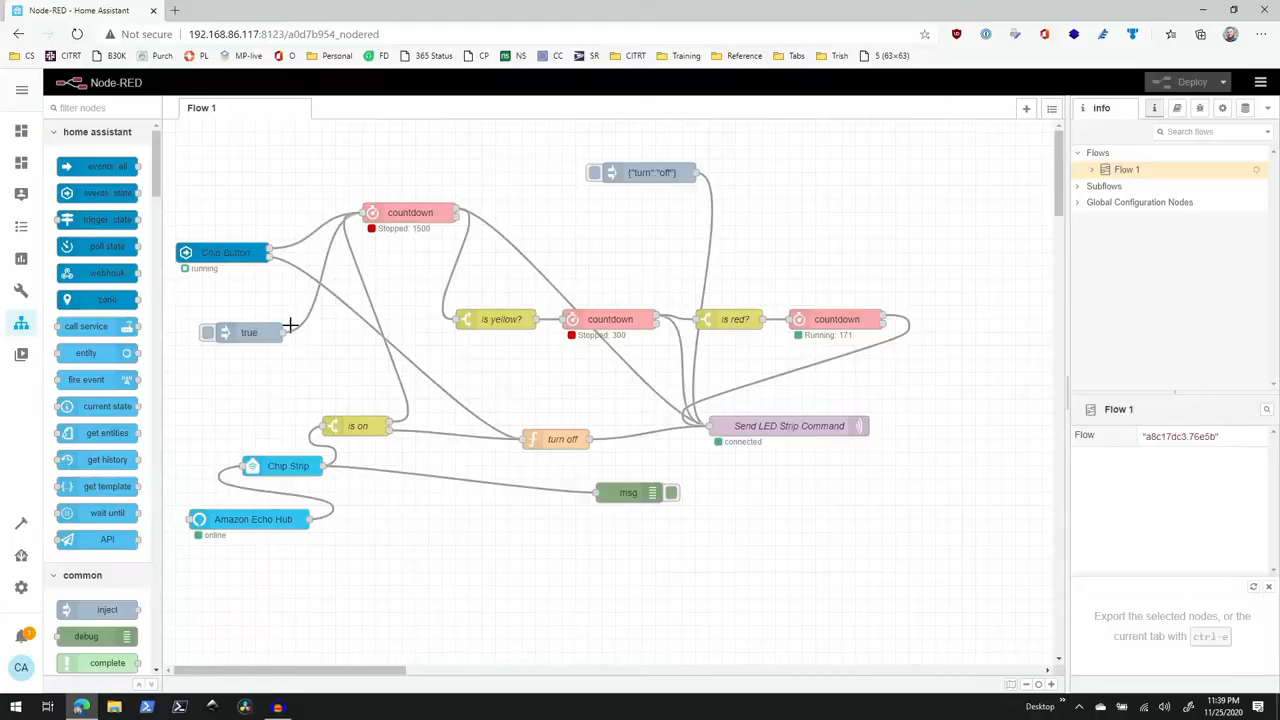 Node-RED - Home Assistant
Not secure | 192.168.86.117:8123/a0d7b954_nodered
CS CITRT B30K Purch PL MP-live O Personal FD 365 Status CP NS CC SR CITRT Training Reference Tabs Trish 5 (63×63)
Node-RED
Deploy
filter nodes
Flow 1
info
home assistant
events: all
events: state
trigger: state
poll state
webhook
zone
call service
entity
fire event
current state
get entities
get history
get template
wait until
API
common
inject
debug
complete
{"turn":"off"}
countdown
Stopped: 1500
Chip Button
running
true
is yellow?
countdown
Stopped: 300
is red?
countdown
Running: 171
is on
turn off
Send LED Strip Command
connected
Chip Strip
msg
Amazon Echo Hub
online
Search flows
Flows
Flow 1
Subflows
Global Configuration Nodes
Flow 1
Flow "a8c17dc3.76e5b"
Export the selected nodes, or the
current tab with ctrl-e
1
CA
Desktop
11:39 PM
11/25/2020